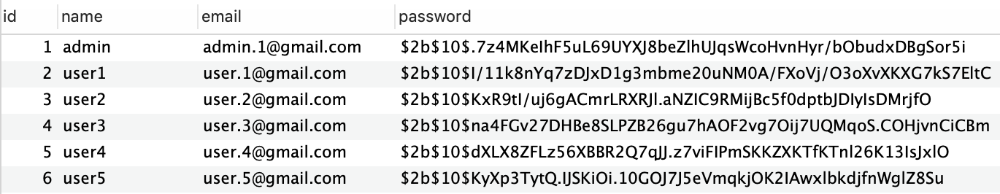 id name email password
1 admin admin.1@gmail.com $2b$10$.7z4MKeIhF5uL69UYXJ8beZlhUJqsWcoHvnHyr/bObudxDBgSor5i
2 user1 user.1@gmail.com $2b$10$I/11k8nYq7zDJxD1g3mbme20uNM0A/FXoVj/O3oXvXKXG7kS7EltC
3 user2 user.2@gmail.com $2b$10$KxR9tI/uj6gACmrLRXRJl.aNZIC9RMijBc5f0dptbJDIyIsDMrjfO
4 user3 user.3@gmail.com $2b$10$na4FGv27DHBe8SLPZB26gu7hAOF2vg7Oij7UQMqoS.COHjvnCiCBm
5 user4 user.4@gmail.com $2b$10$dXLX8ZFLz56XBBR2Q7qJJ.z7viFIPmSKKZXKTfKTnl26K13IsJxlO
6 user5 user.5@gmail.com $2b$10$KyXp3TytQ.IJSKiOi.10GOJ7J5eVmqkjOK2IAwxlbkdjfnWglZ8Su